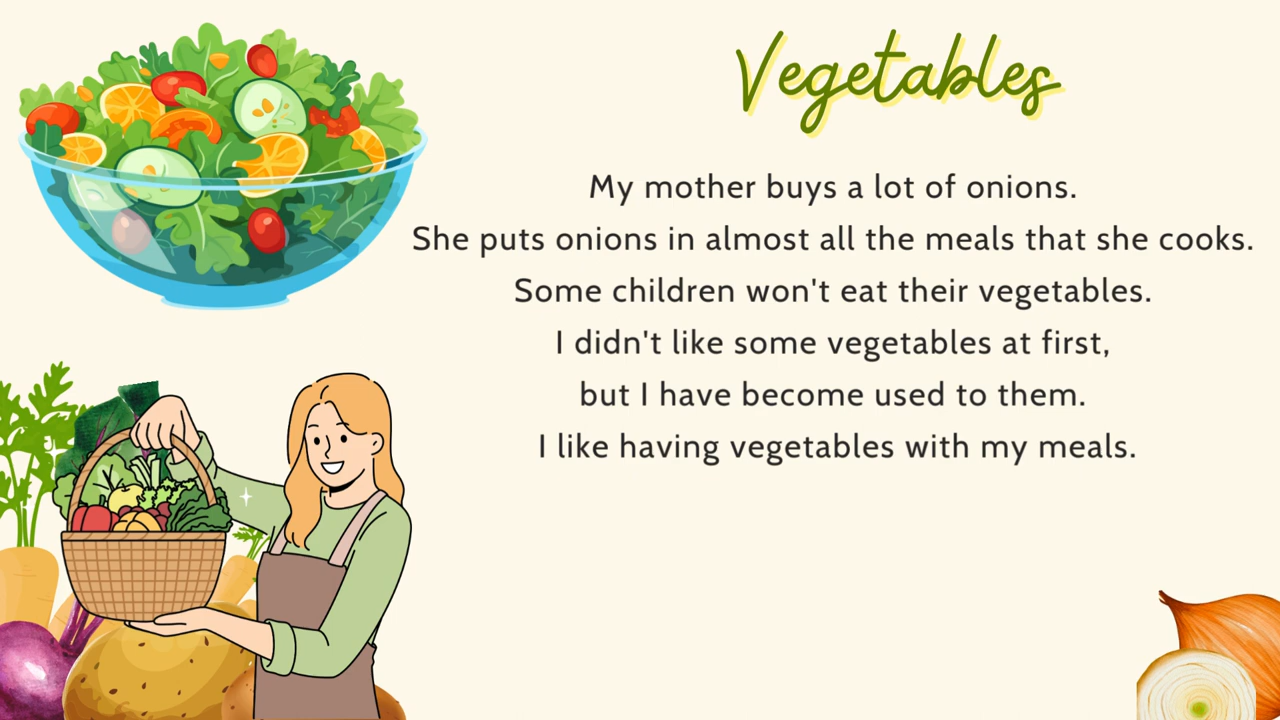 Vegetables
My mother buys a lot of onions.
She puts onions in almost all the meals that she cooks.
Some children won't eat their vegetables.
I didn't like some vegetables at first,
but I have become used to them.
I like having vegetables with my meals.